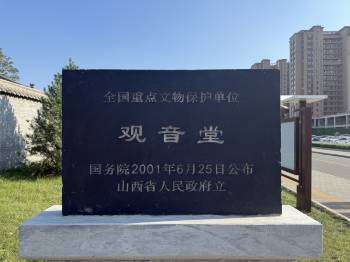 全国重点文物保护单位
观音堂
国务院2001年6月25日公布
山西省人民政府立